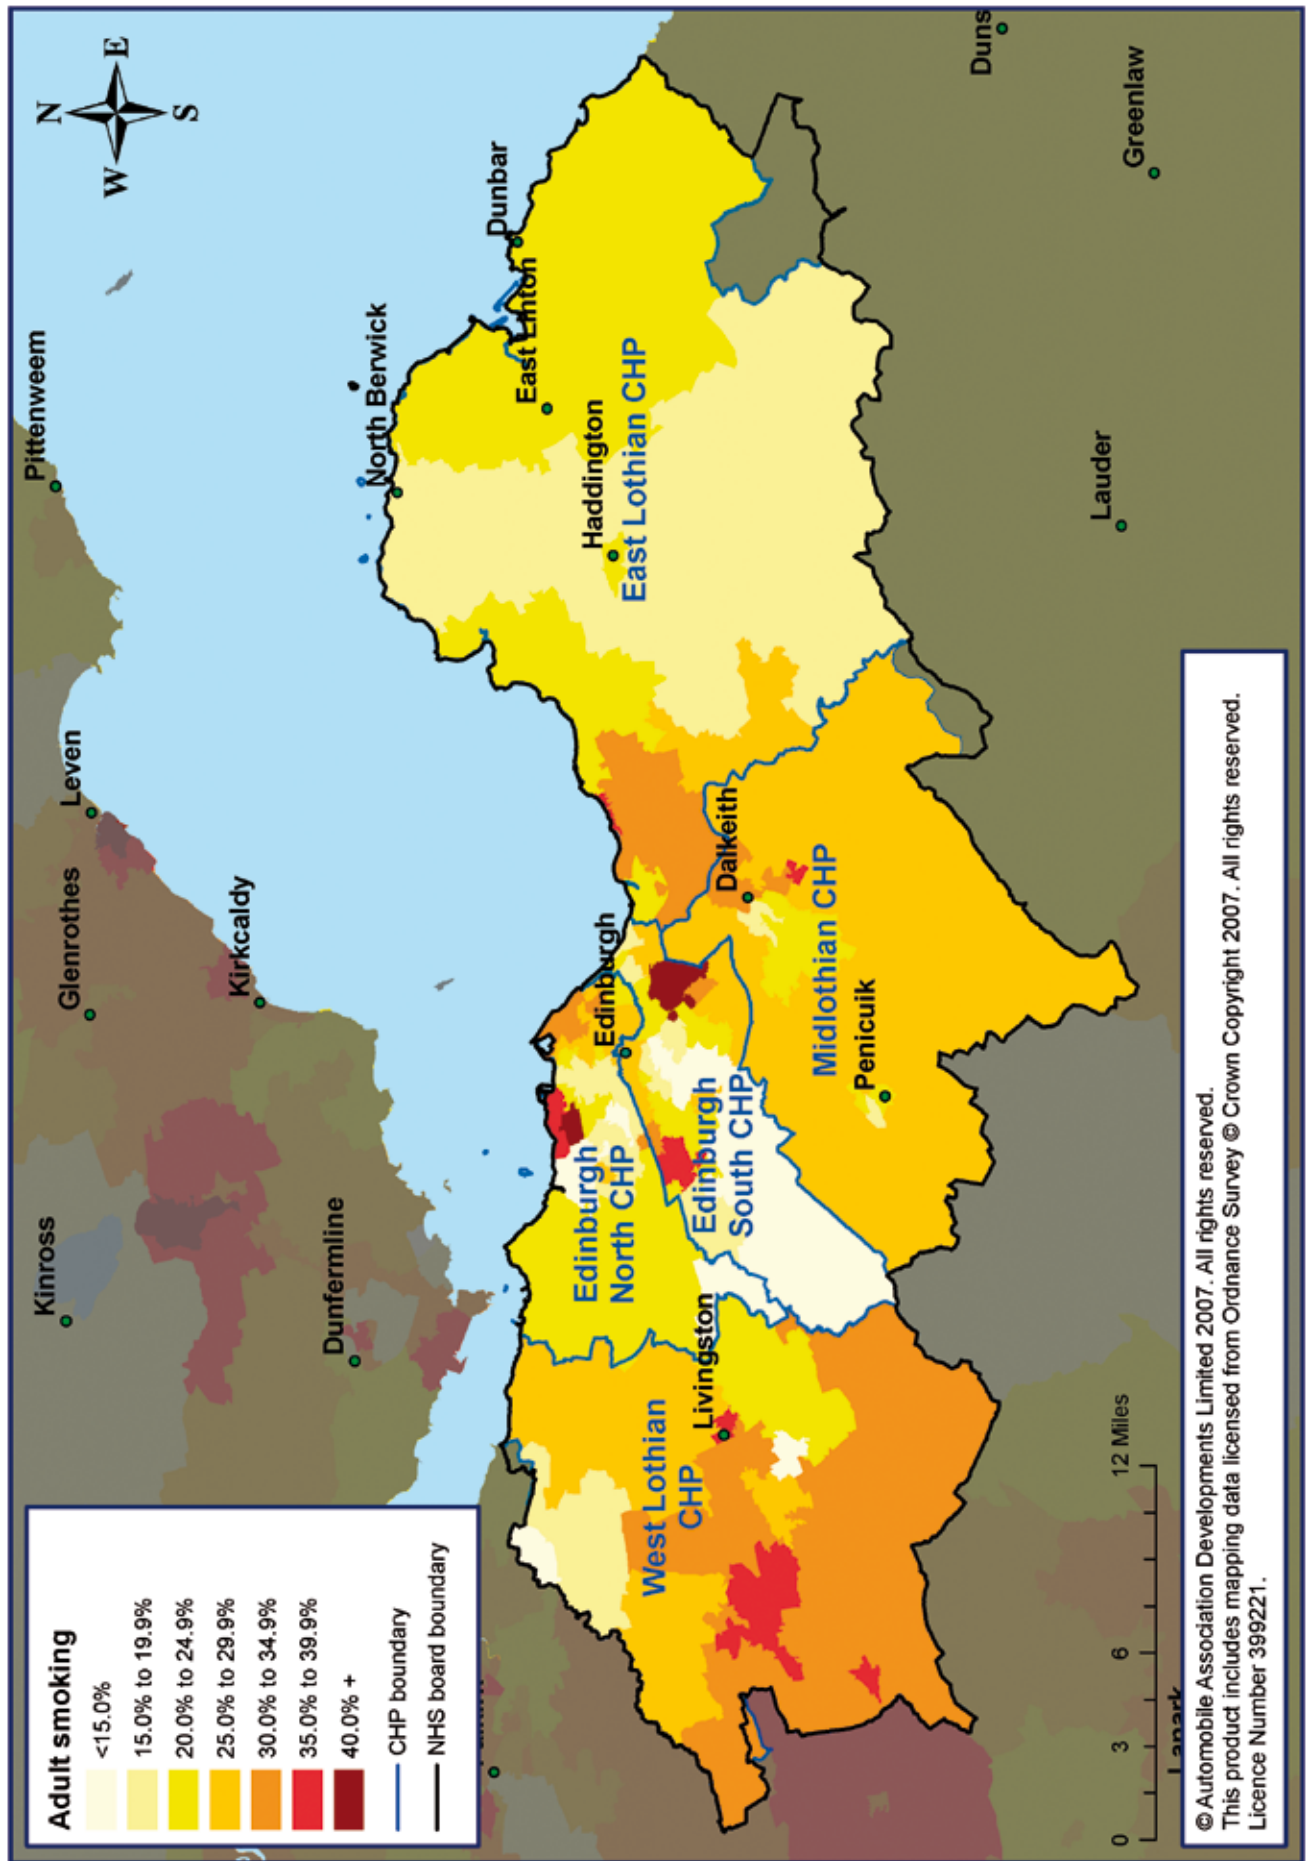 Adult smoking
<15.0%
15.0% to 19.9%
20.0% to 24.9%
25.0% to 29.9%
30.0% to 34.9%
35.0% to 39.9%
40.0% +
CHP boundary
NHS board boundary
N
W
E
S
Kinross
Glenrothes
Leven
Pittenweem
Kirkcaldy
Dunfermline
North Berwick
Dunbar
East Linton
Haddington
East Lothian CHP
Edinburgh
Edinburgh
North CHP
Edinburgh
South CHP
Dalkeith
Midlothian CHP
Penicuik
Livingston
West Lothian
CHP
Duns
Greenlaw
Lauder
Lanark
0
3
6
12 Miles
© Automobile Association Developments Limited 2007. All rights reserved.
This product includes mapping data licensed from Ordnance Survey © Crown Copyright 2007. All rights reserved.
Licence Number 399221.